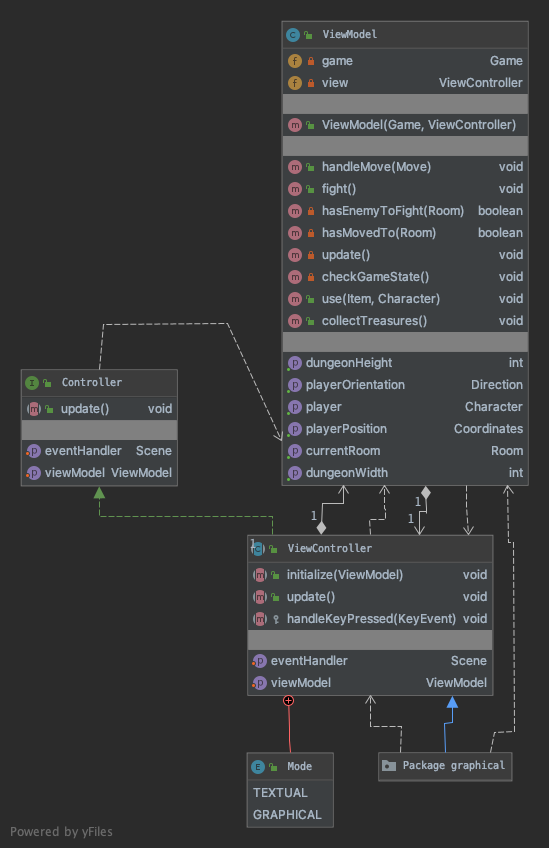 ViewModel
game Game
view ViewController
ViewModel(Game, ViewController)
handleMove(Move) void
fight() void
hasEnemyToFight(Room) boolean
hasMovedTo(Room) boolean
update() void
checkGameState() void
use(Item, Character) void
collectTreasures() void
dungeonHeight int
playerOrientation Direction
player Character
playerPosition Coordinates
currentRoom Room
dungeonWidth int
Controller
update() void
eventHandler Scene
viewModel ViewModel
1
1
1
1
ViewController
initialize(ViewModel) void
update() void
handleKeyPressed(KeyEvent) void
eventHandler Scene
viewModel ViewModel
Mode
TEXTUAL
GRAPHICAL
Package graphical
Powered by yFiles